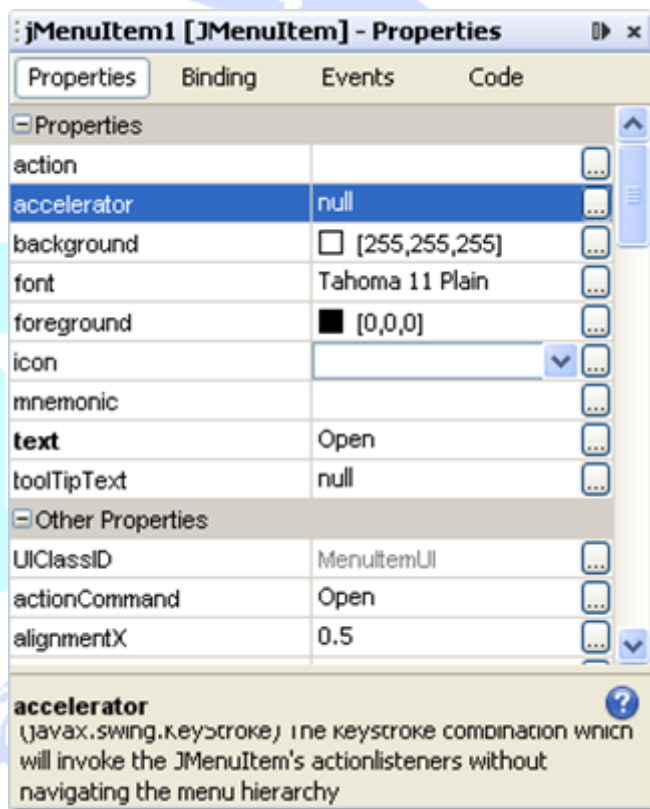 jMenuItem1 [JMenuItem] - Properties
Properties Binding Events Code
Properties
action ...
accelerator null ...
background [255,255,255] ...
font Tahoma 11 Plain ...
foreground [0,0,0] ...
icon ...
mnemonic ...
text Open ...
toolTipText null ...
Other Properties
UIClassID MenuItemUI ...
actionCommand Open ...
alignmentX 0.5 ...
accelerator ?
(javax.swing.KeyStroke) The keystroke combination which
will invoke the JMenuItem's actionlisteners without
navigating the menu hierarchy